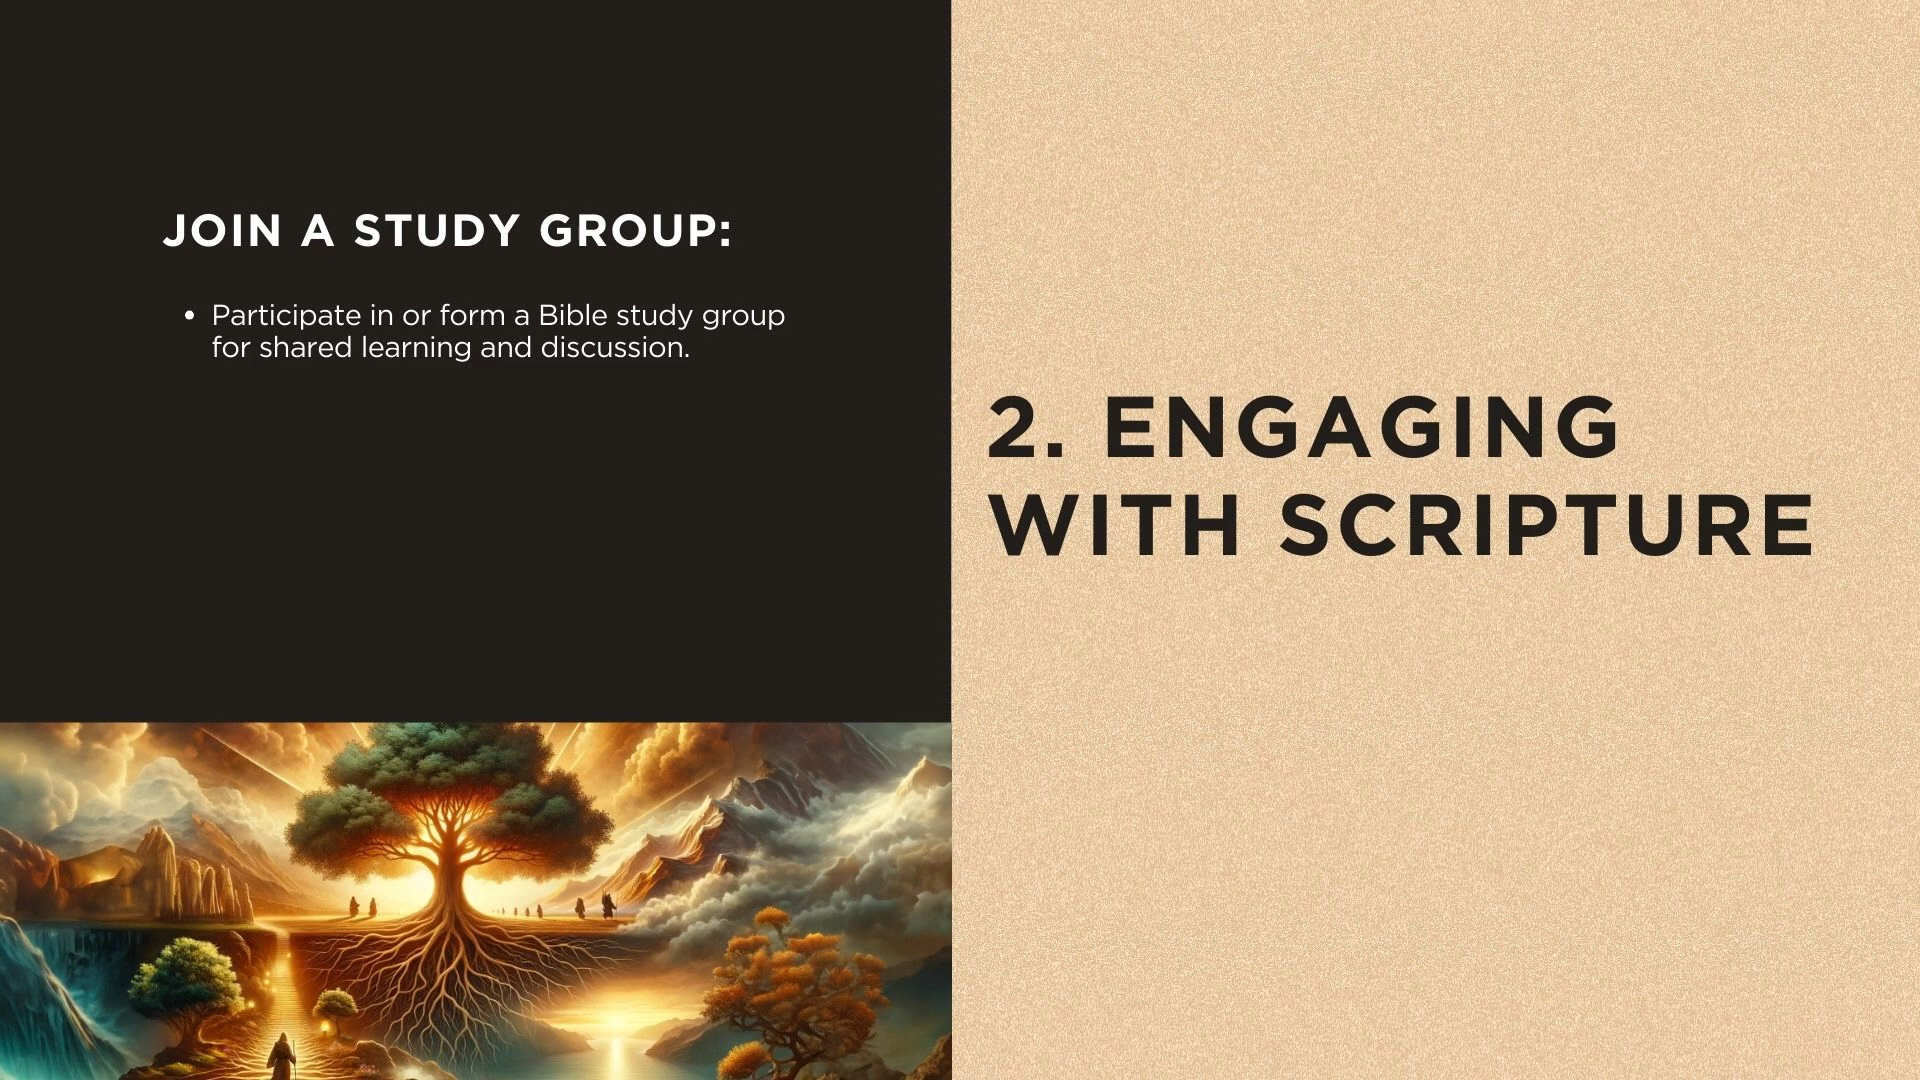 JOIN A STUDY GROUP:
• Participate in or form a Bible study group
for shared learning and discussion.
2. ENGAGING
WITH SCRIPTURE